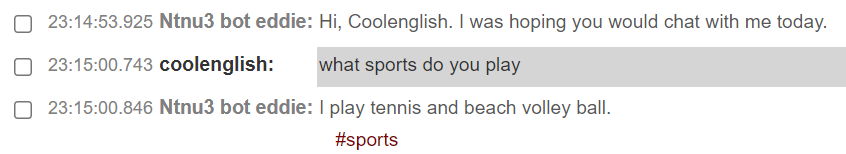 23:14:53.925 Ntnu3 bot eddie: Hi, Coolenglish. I was hoping you would chat with me today.
23:15:00.743 coolenglish: what sports do you play
23:15:00.846 Ntnu3 bot eddie: I play tennis and beach volley ball.
#sports